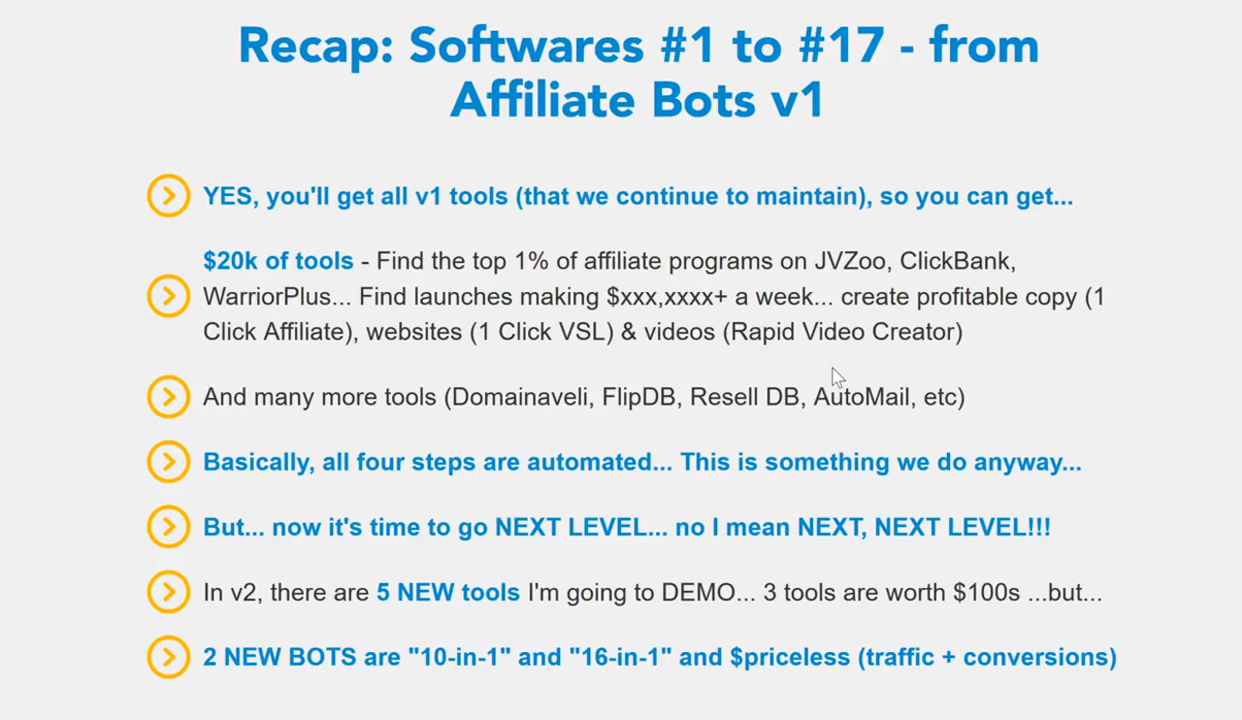 Recap: Softwares #1 to #17 - from
Affiliate Bots v1
YES, you'll get all v1 tools (that we continue to maintain), so you can get...
$20k of tools - Find the top 1% of affiliate programs on JVZoo, ClickBank,
WarriorPlus... Find launches making $xxx,xxxx+ a week... create profitable copy (1
Click Affiliate), websites (1 Click VSL) & videos (Rapid Video Creator)
And many more tools (Domainaveli, FlipDB, Resell DB, AutoMail, etc)
Basically, all four steps are automated... This is something we do anyway...
But... now it's time to go NEXT LEVEL... no I mean NEXT, NEXT LEVEL!!!
In v2, there are 5 NEW tools I'm going to DEMO... 3 tools are worth $100s ...but...
2 NEW BOTS are "10-in-1" and "16-in-1" and $priceless (traffic + conversions)